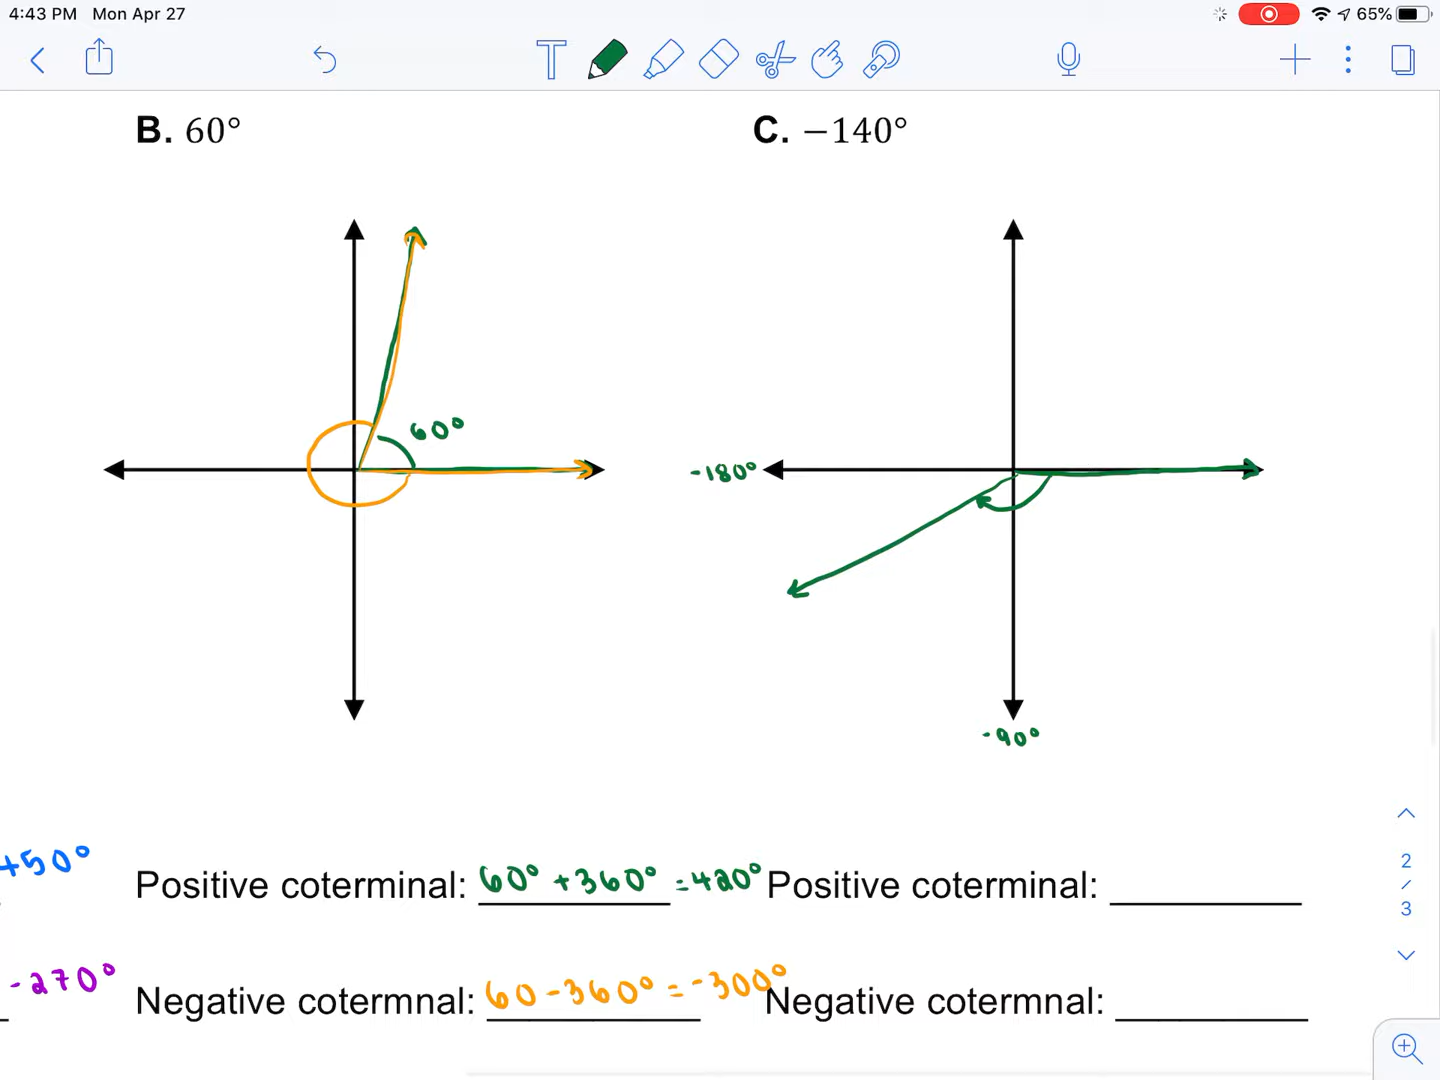 4:43 PM Mon Apr 27 65%
T
B. 60° C. −140°
60°
-180°
-90°
+50°
Positive coterminal: 60° + 360° = 420° Positive coterminal:
-270°
Negative cotermnal: 60 - 360° = -300° Negative cotermnal:
2
/
3